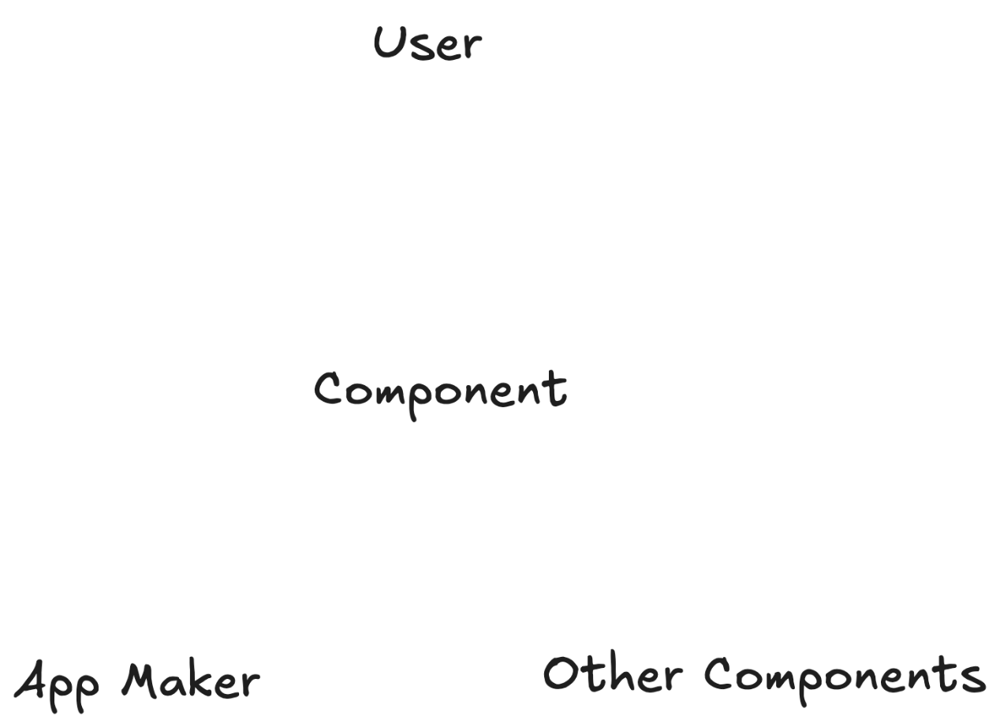 User
Component
App Maker
Other Components